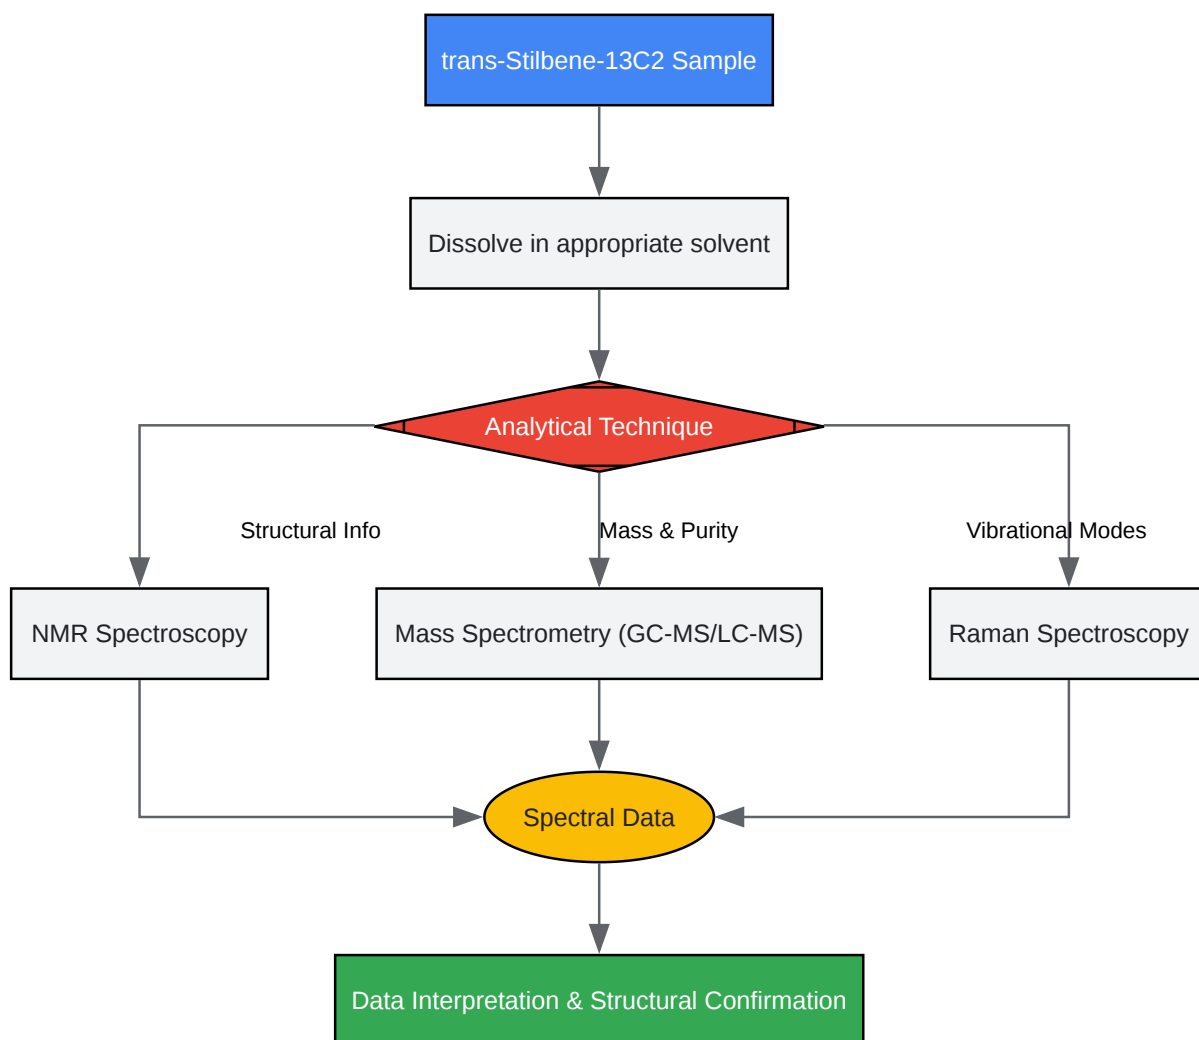 trans-Stilbene-13C2 Sample
Dissolve in appropriate solvent
Analytical Technique
Structural Info
Mass & Purity
Vibrational Modes
NMR Spectroscopy
Mass Spectrometry (GC-MS/LC-MS)
Raman Spectroscopy
Spectral Data
Data Interpretation & Structural Confirmation